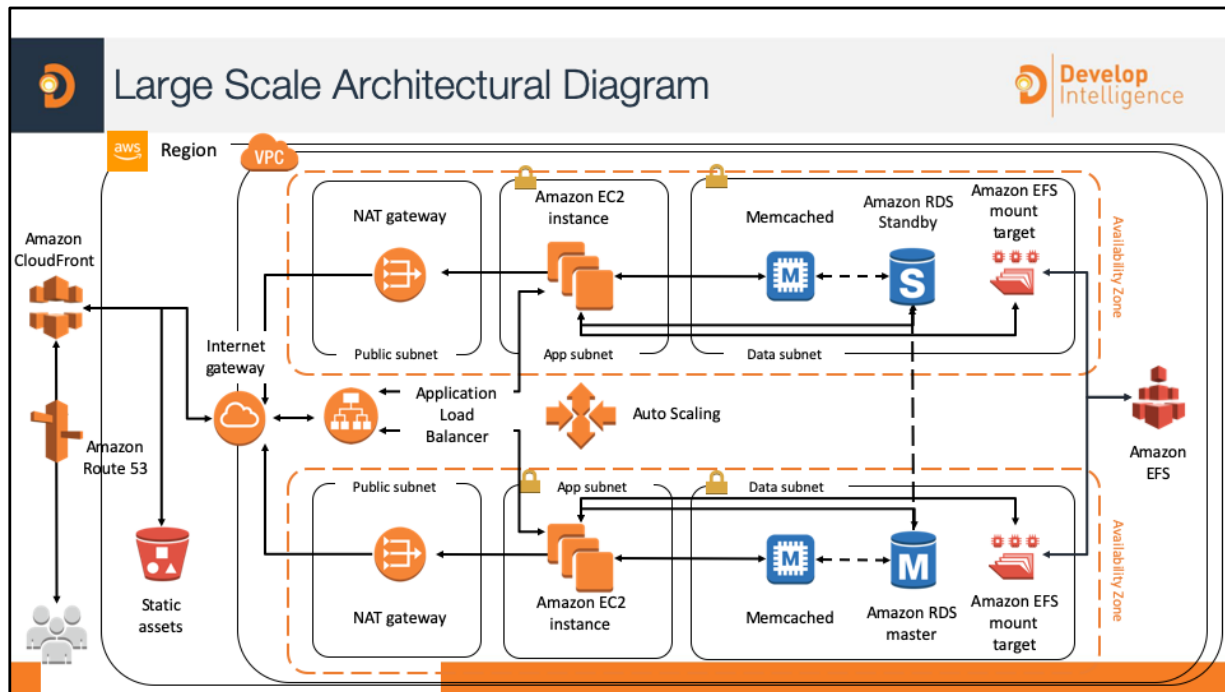 Large Scale Architectural Diagram
Develop
Intelligence
aws
Region
VPC
NAT gateway
Amazon EC2
instance
Memcached
Amazon RDS
Standby
Amazon EFS
mount
target
Availability Zone
Amazon
CloudFront
M
S
Public subnet
App subnet
Data subnet
Internet
gateway
Application
Load
Balancer
Auto Scaling
Amazon
Route 53
Amazon
EFS
Public subnet
App subnet
Data subnet
Availability Zone
M
M
Static
assets
NAT gateway
Amazon EC2
instance
Memcached
Amazon RDS
master
Amazon EFS
mount
target